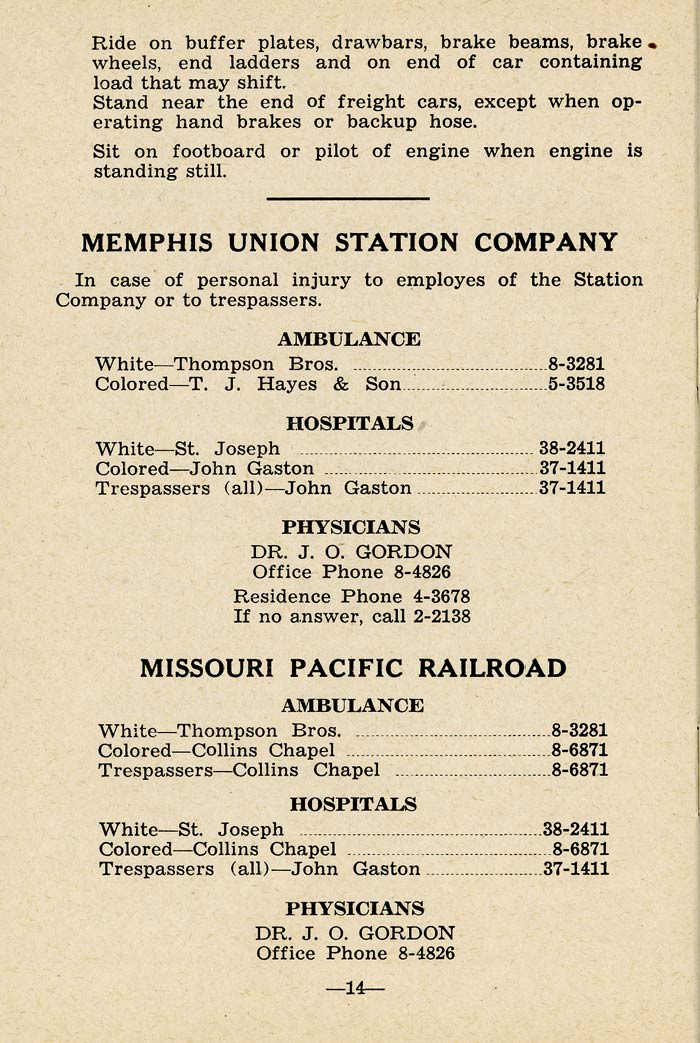 Ride on buffer plates, drawbars, brake beams, brake
wheels, end ladders and on end of car containing
load that may shift.
Stand near the end of freight cars, except when op-
erating hand brakes or backup hose.
Sit on footboard or pilot of engine when engine is
standing still.
MEMPHIS UNION STATION COMPANY
In case of personal injury to employes of the Station
Company or to trespassers.
AMBULANCE
White—Thompson Bros. ........................ 8-3281
Colored—T. J. Hayes & Son ........................ 5-3518
HOSPITALS
White—St. Joseph ........................ 38-2411
Colored—John Gaston ........................ 37-1411
Trespassers (all)—John Gaston ........................ 37-1411
PHYSICIANS
DR. J. O. GORDON
Office Phone 8-4826
Residence Phone 4-3678
If no answer, call 2-2138
MISSOURI PACIFIC RAILROAD
AMBULANCE
White—Thompson Bros. ........................ 8-3281
Colored—Collins Chapel ........................ 8-6871
Trespassers—Collins Chapel ........................ 8-6871
HOSPITALS
White—St. Joseph ........................ 38-2411
Colored—Collins Chapel ........................ 8-6871
Trespassers (all)—John Gaston ........................ 37-1411
PHYSICIANS
DR. J. O. GORDON
Office Phone 8-4826
—14—